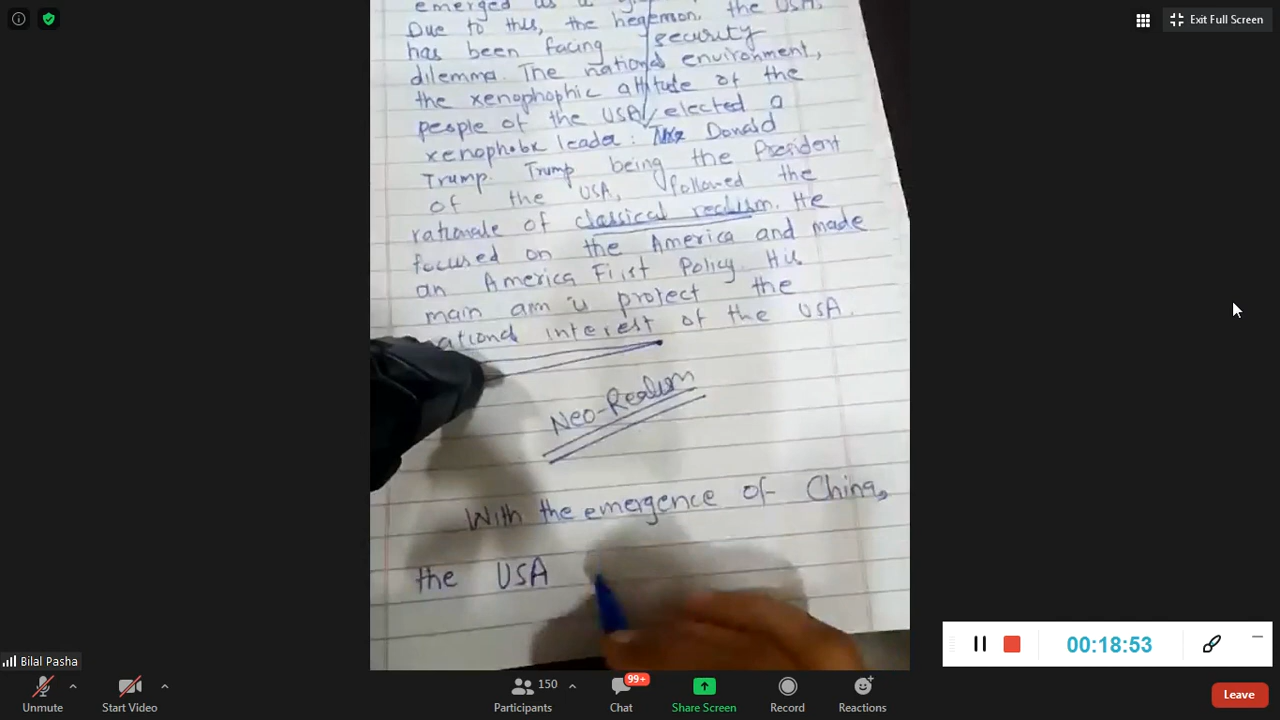 Exit Full Screen
emerged as a
Due to this, the hegemon, the USA,
has been facing security
dilemma. The national environment,
the xenophophic attitude of the
people of the USA, elected a
xenophobic leader: Donald
Trump. Trump being the President
of the USA, followed the
rationale of classical realism. He
focused on the America and made
an America First Policy. His
main aim is protect the
national interest of the USA.
Neo-Realism
With the emergence of China,
the USA
00:18:53
Bilal Pasha
Unmute
Start Video
150
Participants
99+
Chat
Share Screen
Record
Reactions
Leave